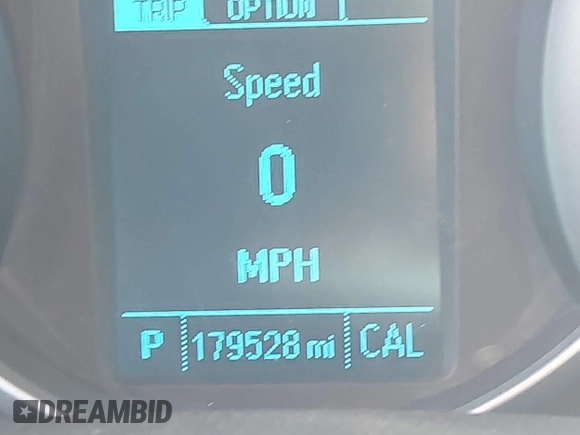 TRIP OPTION
Speed
0
MPH
P 179528 mi CAL
DREAMBID